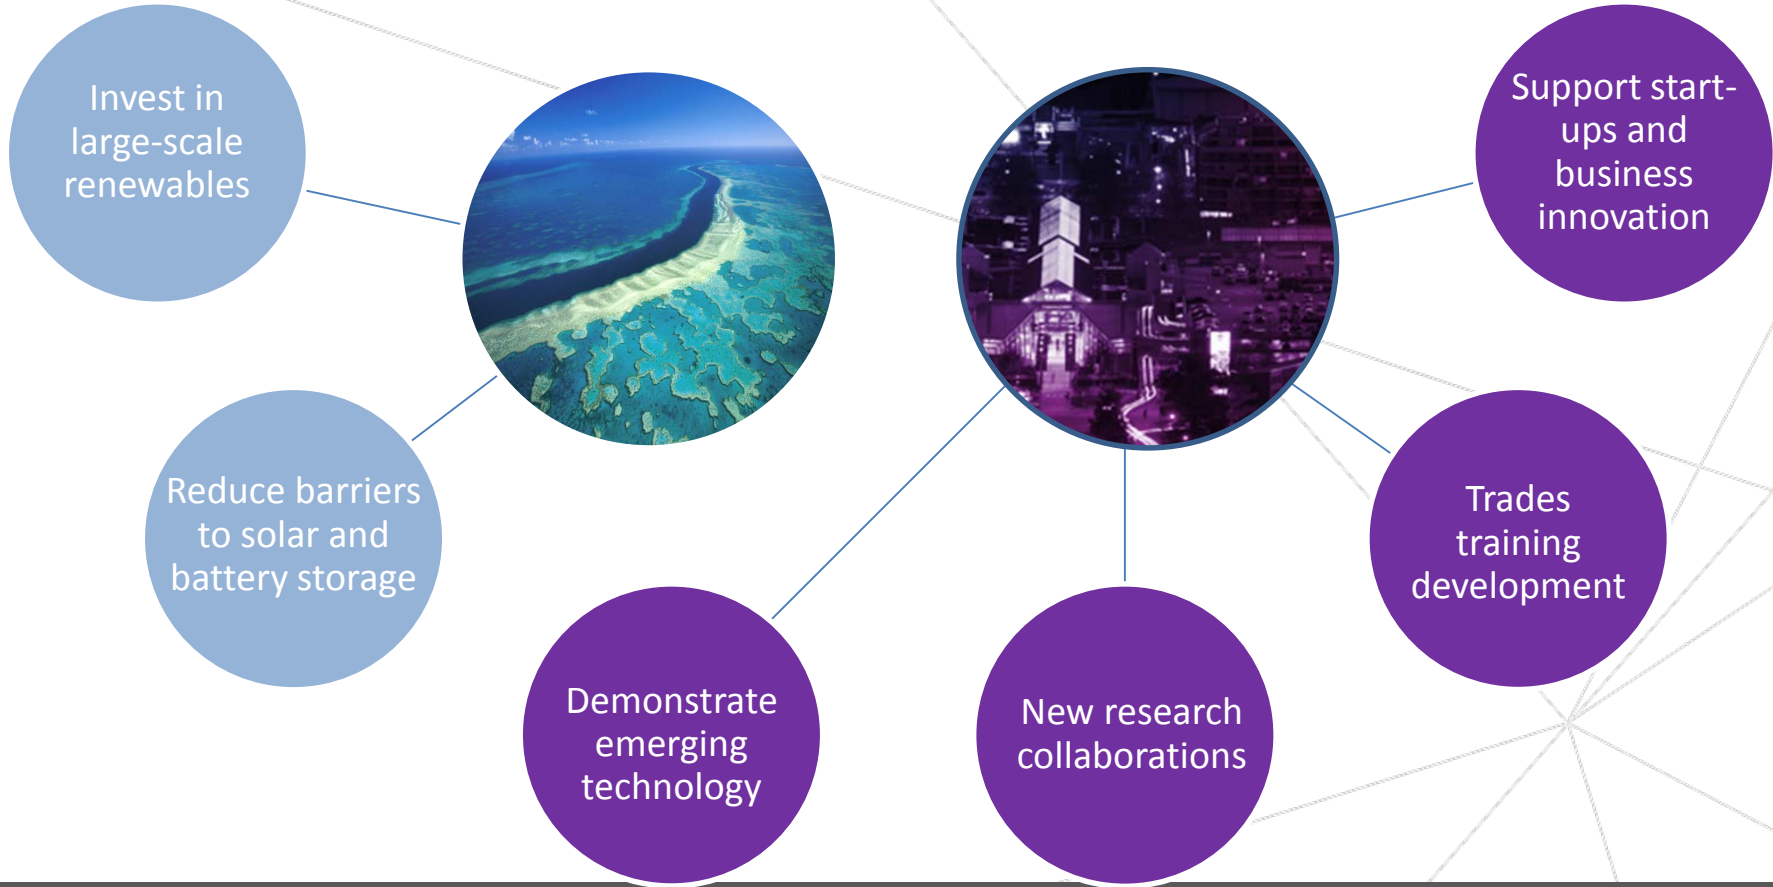 Invest in
large-scale
renewables
Reduce barriers
to solar and
battery storage
Demonstrate
emerging
technology
New research
collaborations
Trades
training
development
Support start-
ups and
business
innovation